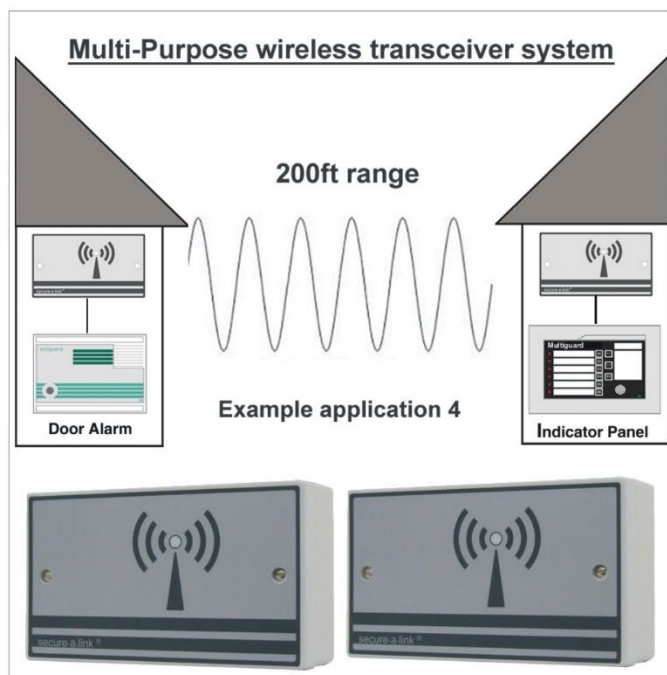 Multi-Purpose wireless transceiver system
200ft range
secure-a-link®
secure-a-link®
Multiguard
Example application 4
Door Alarm
Indicator Panel
secure-a-link®
secure-a-link®